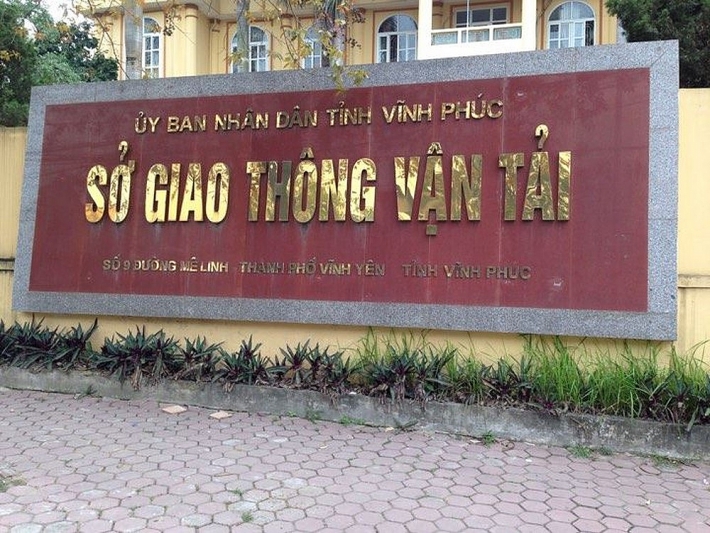 ỦY BAN NHÂN DÂN TỈNH VĨNH PHÚC
SỞ GIAO THÔNG VẬN TẢI
SỐ 9 ĐƯỜNG MÊ LINH THÀNH PHỐ VĨNH YÊN TỈNH VĨNH PHÚC